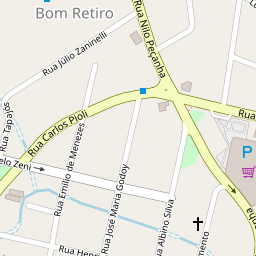 Bom Retiro
Rua Nilo Peçanha
Rua Júlio Zaninelli
Rua Carlos Pioli
Rua
Rua Emílio de Menezes
Rua José Maria Godoy
Rua Albino Silva
Rua
P